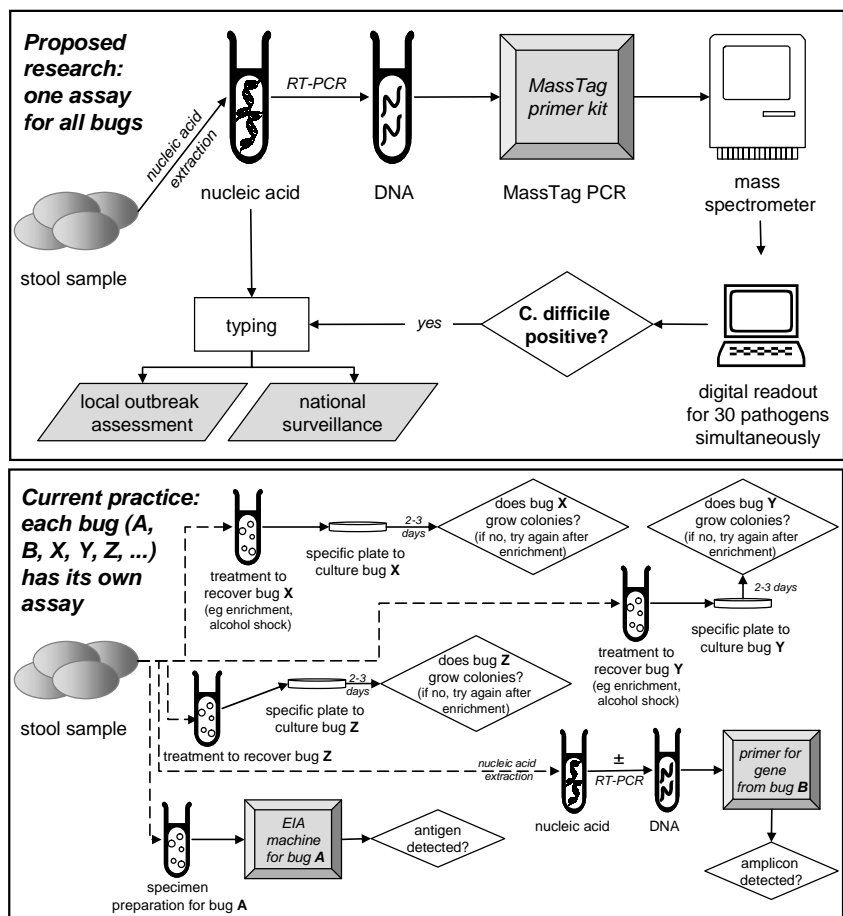 Proposed
research:
one assay
for all bugs
nucleic acid
extraction
RT-PCR
MassTag
primer kit
stool sample
nucleic acid
DNA
MassTag PCR
mass
spectrometer
typing
yes
C. difficile
positive?
local outbreak
assessment
national
surveillance
digital readout
for 30 pathogens
simultaneously
Current practice:
each bug (A,
B, X, Y, Z, ...)
has its own
assay
stool sample
treatment to
recover bug X
(eg enrichment,
alcohol shock)
specific plate to
culture bug X
2-3
days
does bug X
grow colonies?
(if no, try again after
enrichment)
does bug Y
grow colonies?
(if no, try again after
enrichment)
2-3 days
treatment to
recover bug Y
(eg enrichment,
alcohol shock)
specific plate to
culture bug Y
treatment to recover bug Z
specific plate to
culture bug Z
2-3
days
does bug Z
grow colonies?
(if no, try again after
enrichment)
nucleic acid
extraction
nucleic acid
±
RT-PCR
DNA
primer for
gene
from bug B
amplicon
detected?
specimen
preparation for bug A
EIA
machine
for bug A
antigen
detected?